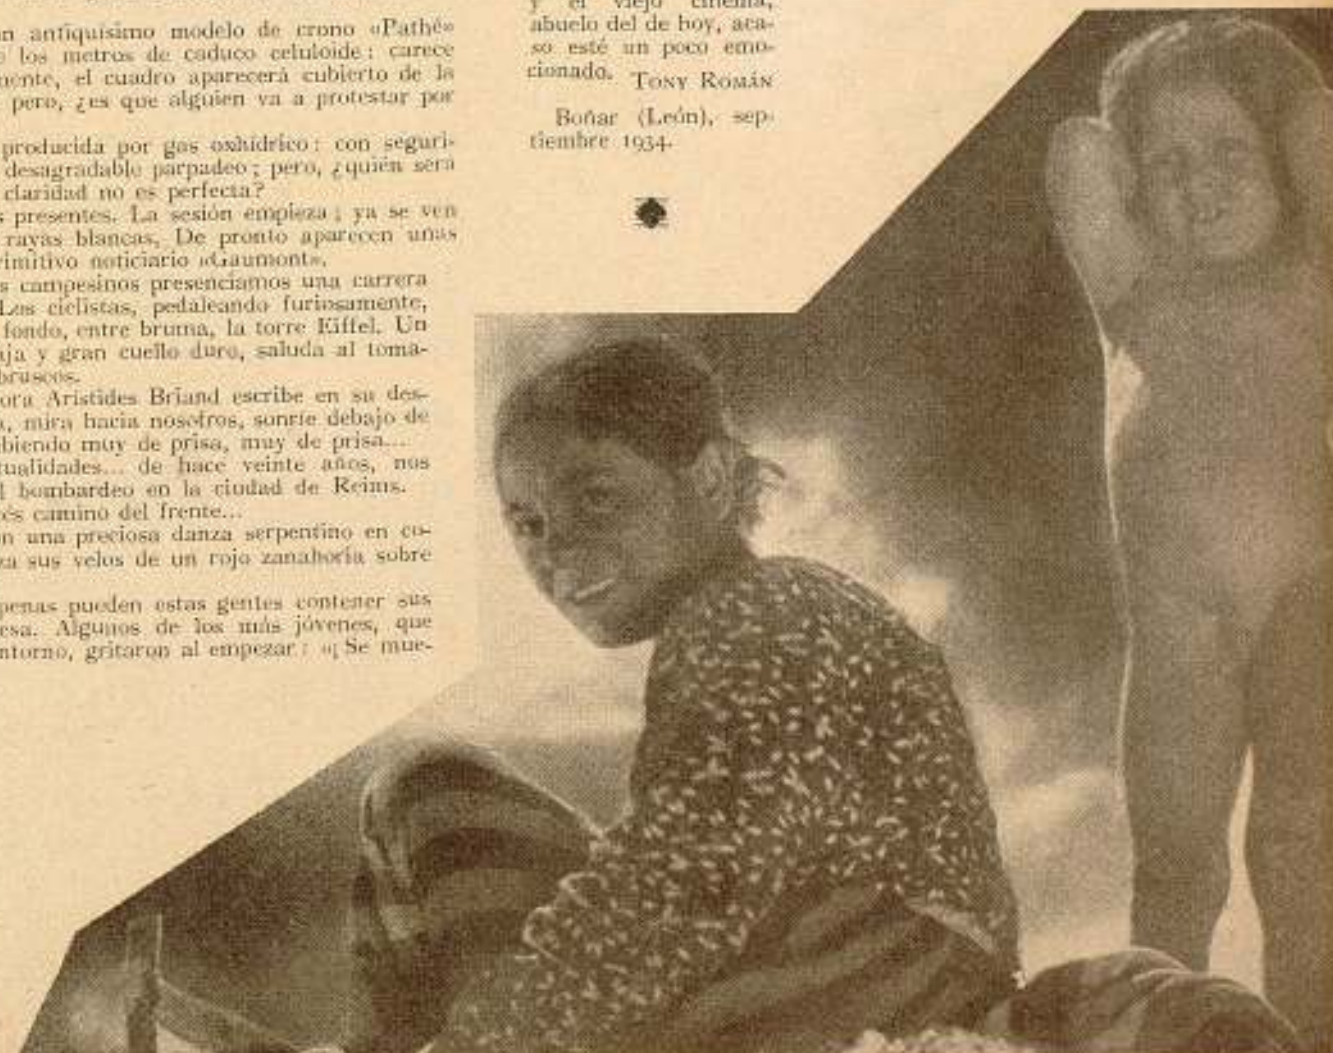 n antiquísimo modelo de crono «Pathé»
los metros de caduco celuloide: carece
mente, el cuadro aparecerá cubierto de la
pero, ¿es que alguien va a protestar por
producida por gas oxhídrico: con seguri-
desagradable parpadeo; pero, ¿quién será
claridad no es perfecta?
s presentes. La sesión empieza; ya se ven
rayas blancas, De pronto aparecen unas
rimitivo noticiario «Gaumont».
s campesinos presenciamos una carrera
Los ciclistas, pedaleando furiosamente,
fondo, entre bruma, la torre Eiffel. Un
aja y gran cuello duro, saluda al toma-
bruscos.
ora Arístides Briand escribe en su des-
a, mira hacia nosotros, sonríe debajo de
biendo muy de prisa, muy de prisa...
tualidades... de hace veinte años, nos
l bombardeo en la ciudad de Reims.
és camino del frente...
n una preciosa danza serpentino en co-
za sus velos de un rojo zanahoria sobre
penas pueden estas gentes contener sus
esa. Algunos de los más jóvenes, que
ntorno, gritaron al empezar: «¡Se mue-
y el viejo cinema,
abuelo del de hoy, aca-
so esté un poco emo-
cionado.
TONY ROMÁN
Boñar (León), sep-
tiembre 1934.